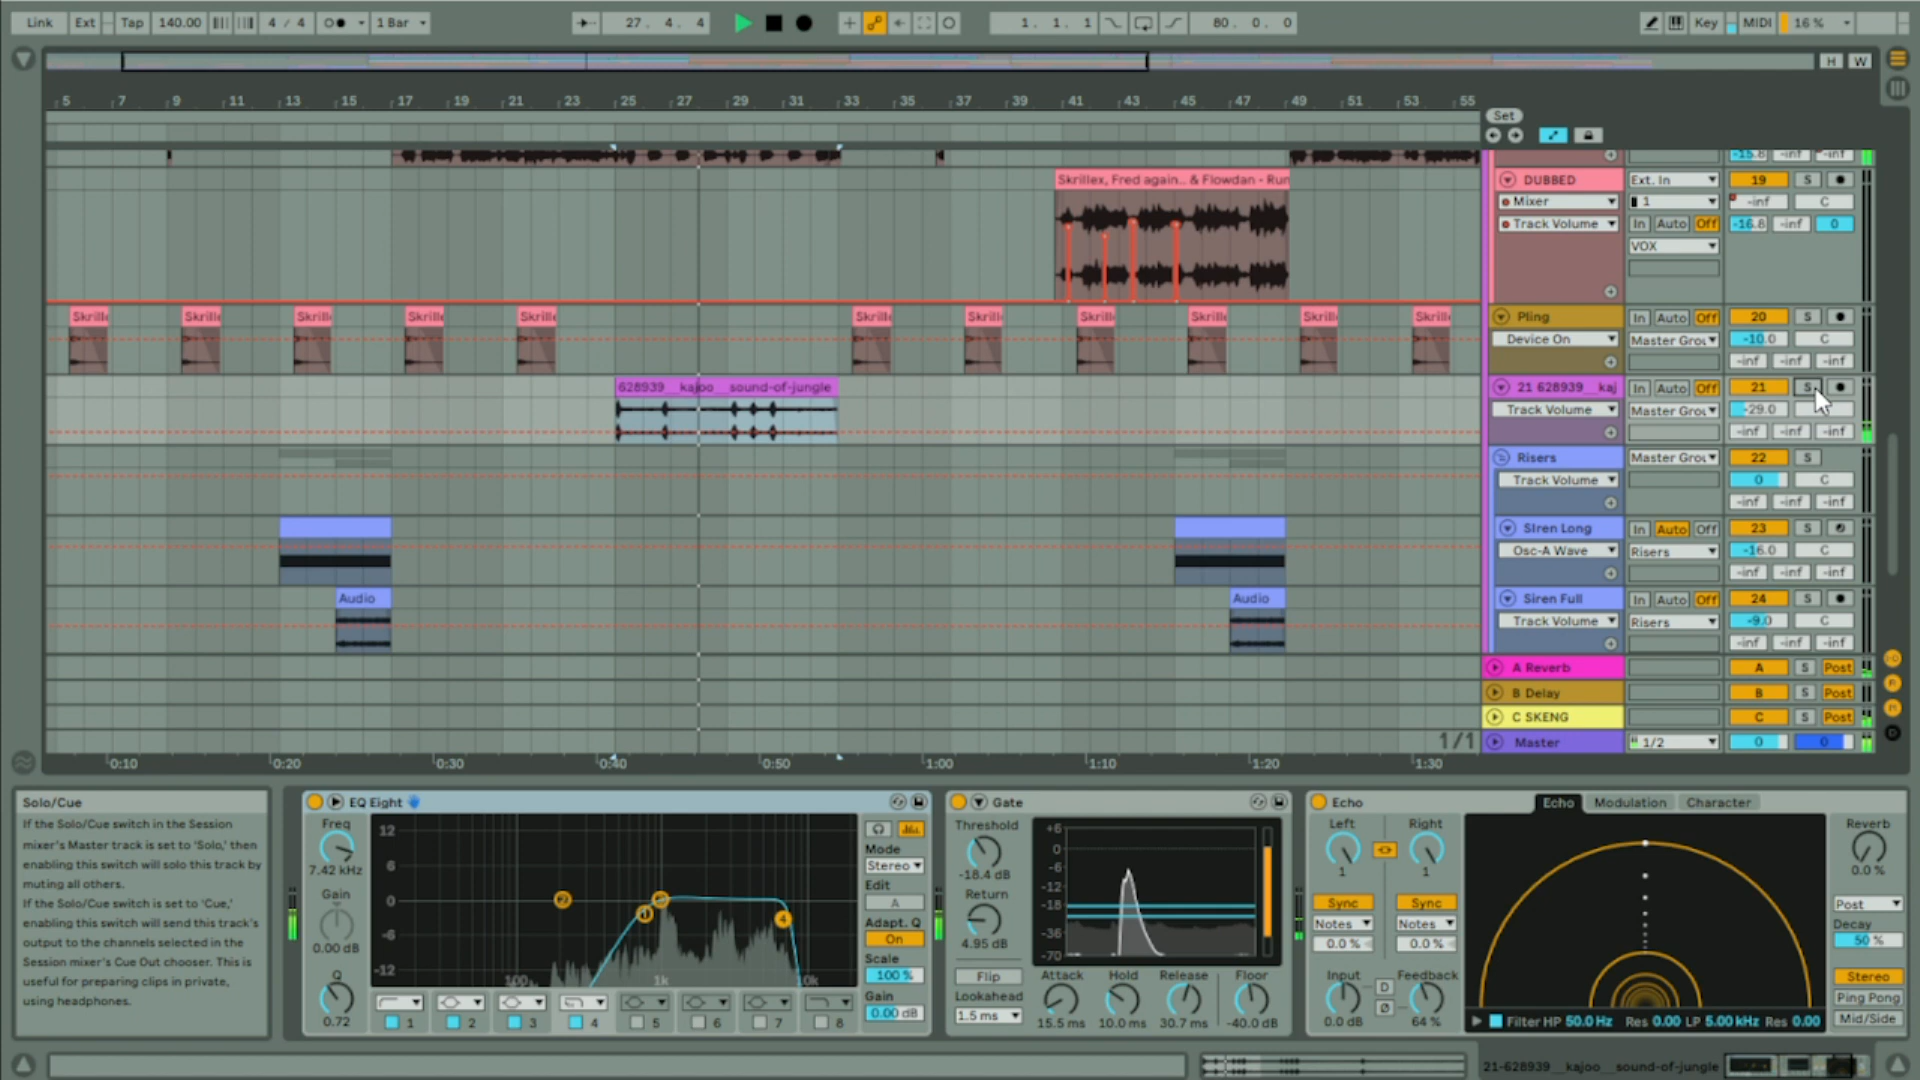 Link Ext Tap 140.00 4 / 4 1 Bar 27. 4. 4 1. 1. 1 80. 0. 0 Key MIDI 16 %
H W
5 7 9 11 13 15 17 19 21 23 25 27 29 31 33 35 37 39 41 43 45 47 49 51 53 55
Set
-15.8 -inf -inf
Skrillex, Fred again.. & Flowdan - Run DUBBED Ext. In 19 S
Mixer 1 -inf C
Track Volume In Auto Off -16.8 -inf 0
VOX
Skrille Skrille Skrille Skrille Skrille Skrille Skrille Skrille Skrille Skrille Skrille Pling In Auto Off 20 S
Device On Master Grou -10.0 C
-inf -inf -inf
628939__kajoo__sound-of-jungle 21 628939__kaj In Auto Off 21 S
Track Volume Master Grou -29.0
-inf -inf -inf
Risers Master Grou 22 S
Track Volume 0 C
-inf -inf -inf
SIren Long In Auto Off 23 S
Osc-A Wave Risers -16.0 C
-inf -inf -inf
Audio Audio Siren Full In Auto Off 24 S
Track Volume Risers -9.0 C
-inf -inf -inf
A Reverb A S Post
B Delay B S Post
C SKENG C S Post
1/1 Master 1/2 0 0
0:10 0:20 0:30 0:40 0:50 1:00 1:10 1:20 1:30
Solo/Cue
If the Solo/Cue switch in the Session
mixer's Master track is set to 'Solo,' then
enabling this switch will solo this track by
muting all others.
If the Solo/Cue switch is set to 'Cue,'
enabling this switch will send this track's
output to the channels selected in the
Session mixer's Cue Out chooser. This is
useful for preparing clips in private,
using headphones.
EQ Eight
Freq
7.42 kHz
Gain
0.00 dB
Q
0.72
12
6
0
-6
-12
100 1k 10k
1 2 3 4 5 6 7 8
Mode
Stereo
Edit
A
Adapt. Q
On
Scale
100 %
Gain
0.00 dB
Gate
Threshold
-18.4 dB
Return
4.95 dB
Flip
Lookahead
1.5 ms
+6
0
-6
-12
-18
-36
-70
Attack Hold Release Floor
15.5 ms 10.0 ms 30.7 ms -40.0 dB
Echo
Left Right
1 1
Sync Sync
Notes Notes
0.0 % 0.0 %
Input D Feedback
Ø
0.0 dB 64 %
Echo Modulation Character
Filter HP 50.0 Hz Res 0.00 LP 5.00 kHz Res 0.00
Reverb
0.0 %
Post
Decay
50 %
Stereo
Ping Pong
Mid/Side
21-628939__kajoo__sound-of-jungle